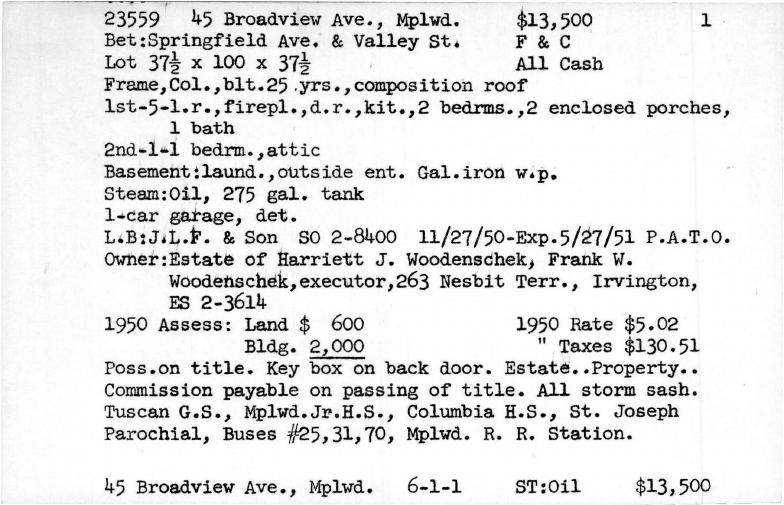 23559 45 Broadview Ave., Mplwd. $13,500 1
Bet:Springfield Ave. & Valley St. F & C
Lot 37½ x 100 x 37½ All Cash
Frame,Col.,blt.25.yrs.,composition roof
1st-5-l.r.,firepl.,d.r.,kit.,2 bedrms.,2 enclosed porches,
1 bath
2nd-1-1 bedrm.,attic
Basement:laund.,outside ent. Gal.iron w.p.
Steam:Oil, 275 gal. tank
1-car garage, det.
L.B:J.L.F. & Son SO 2-8400 11/27/50-Exp.5/27/51 P.A.T.O.
Owner:Estate of Harriett J. Woodenschek, Frank W.
Woodenschek,executor,263 Nesbit Terr., Irvington,
ES 2-3614
1950 Assess: Land $ 600 1950 Rate $5.02
Bldg. 2,000 " Taxes $130.51
Poss.on title. Key box on back door. Estate..Property..
Commission payable on passing of title. All storm sash.
Tuscan G.S., Mplwd.Jr.H.S., Columbia H.S., St. Joseph
Parochial, Buses #25,31,70, Mplwd. R. R. Station.
45 Broadview Ave., Mplwd. 6-1-1 ST:Oil $13,500